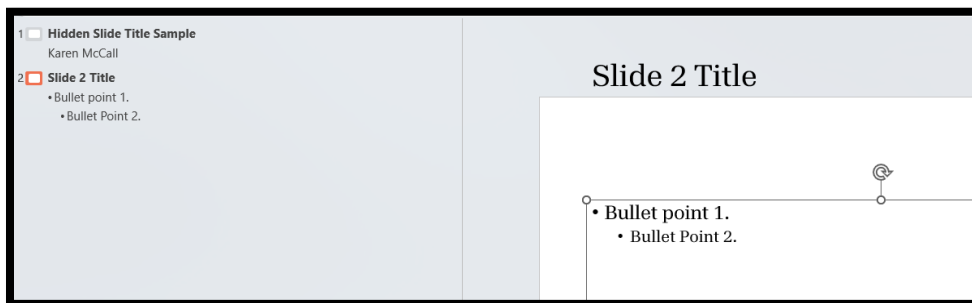 1 Hidden Slide Title Sample
Karen McCall
2 Slide 2 Title
• Bullet point 1.
• Bullet Point 2.
Slide 2 Title
• Bullet point 1.
• Bullet Point 2.